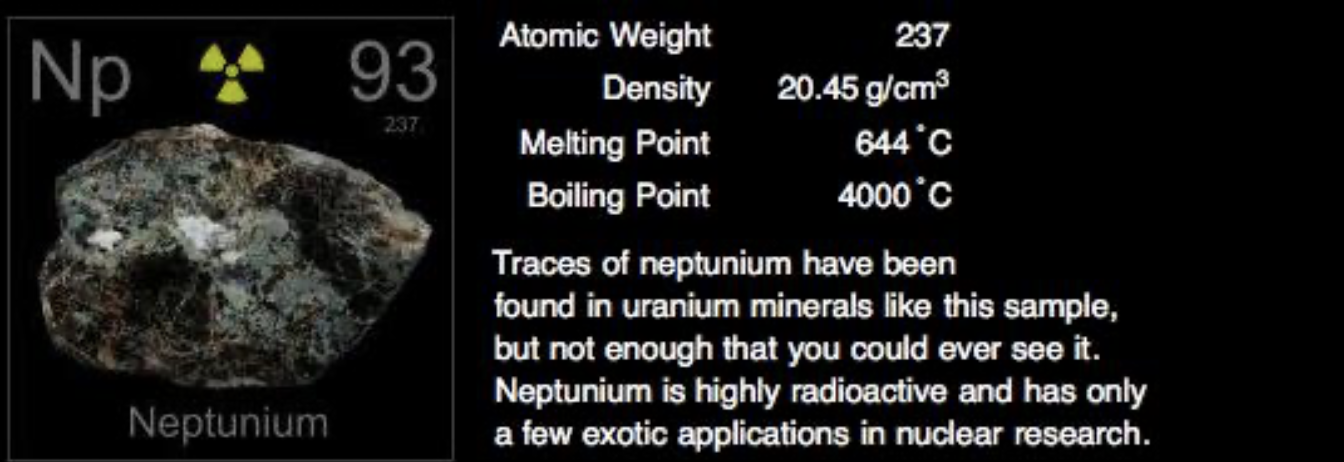 Np 93
237.
Neptunium
Atomic Weight 237
Density 20.45 g/cm³
Melting Point 644 °C
Boiling Point 4000 °C
Traces of neptunium have been
found in uranium minerals like this sample,
but not enough that you could ever see it.
Neptunium is highly radioactive and has only
a few exotic applications in nuclear research.